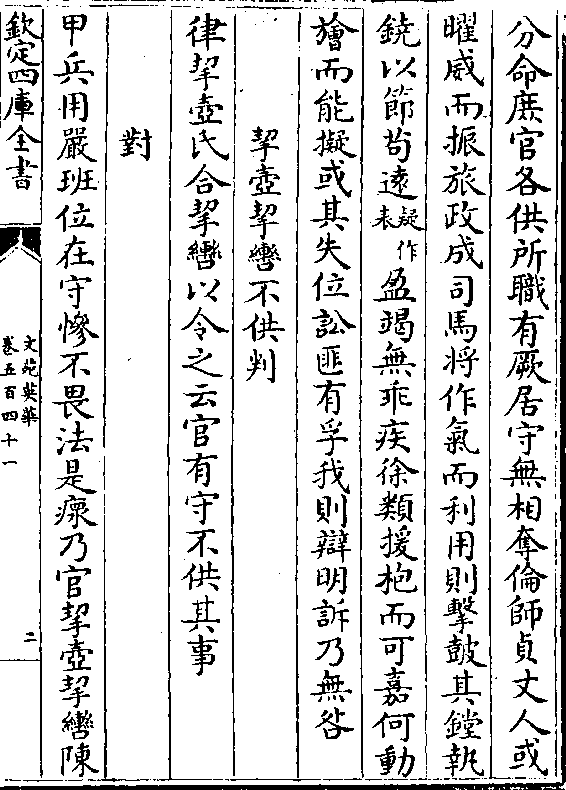 分命庶官各供所職有厥居守無相奪倫師貞丈人或
曜威而振旅政成司馬將作氣而利用則擊鼓其鏜執
鐃以節茍遠疑作表盈竭無乖疾徐類援枹而可嘉何動
旝而能擬或其失位訟匪有孚我則辯明訴乃無咎
挈壺挈轡不供判
律挈壺氏合挈轡以令之云官有守不供其事
對
甲兵用嚴班位在守慘不畏法是瘝乃官挈壺挈轡陳
欽定四庫全書
文苑英華
卷五百四十一
二